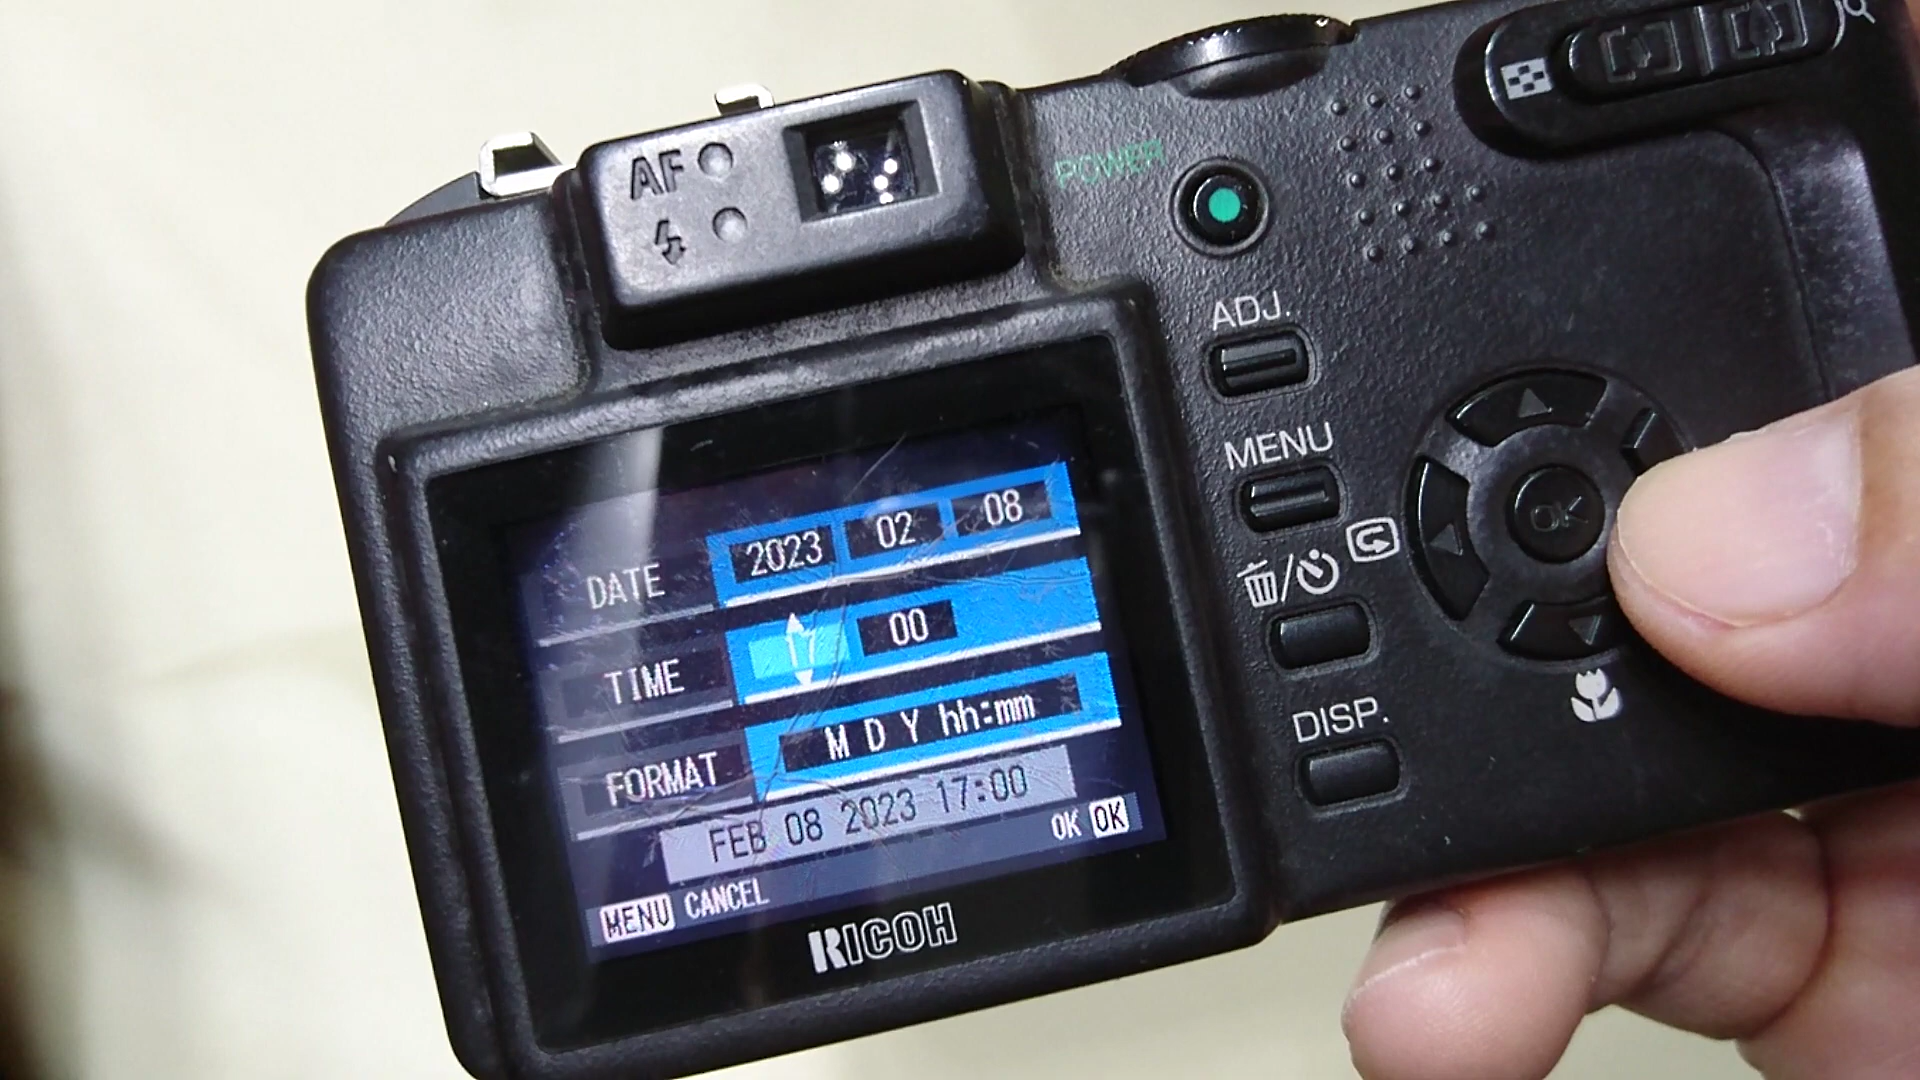 AF
POWER
ADJ.
MENU
DISP.
OK
DATE 2023 02 08
TIME 17 00
FORMAT M D Y hh:mm
FEB 08 2023 17:00
MENU CANCEL OK OK
RICOH